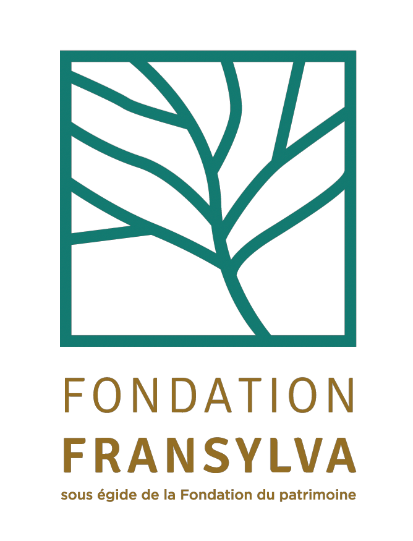 FONDATION
FRANSYLVA
sous égide de la Fondation du patrimoine